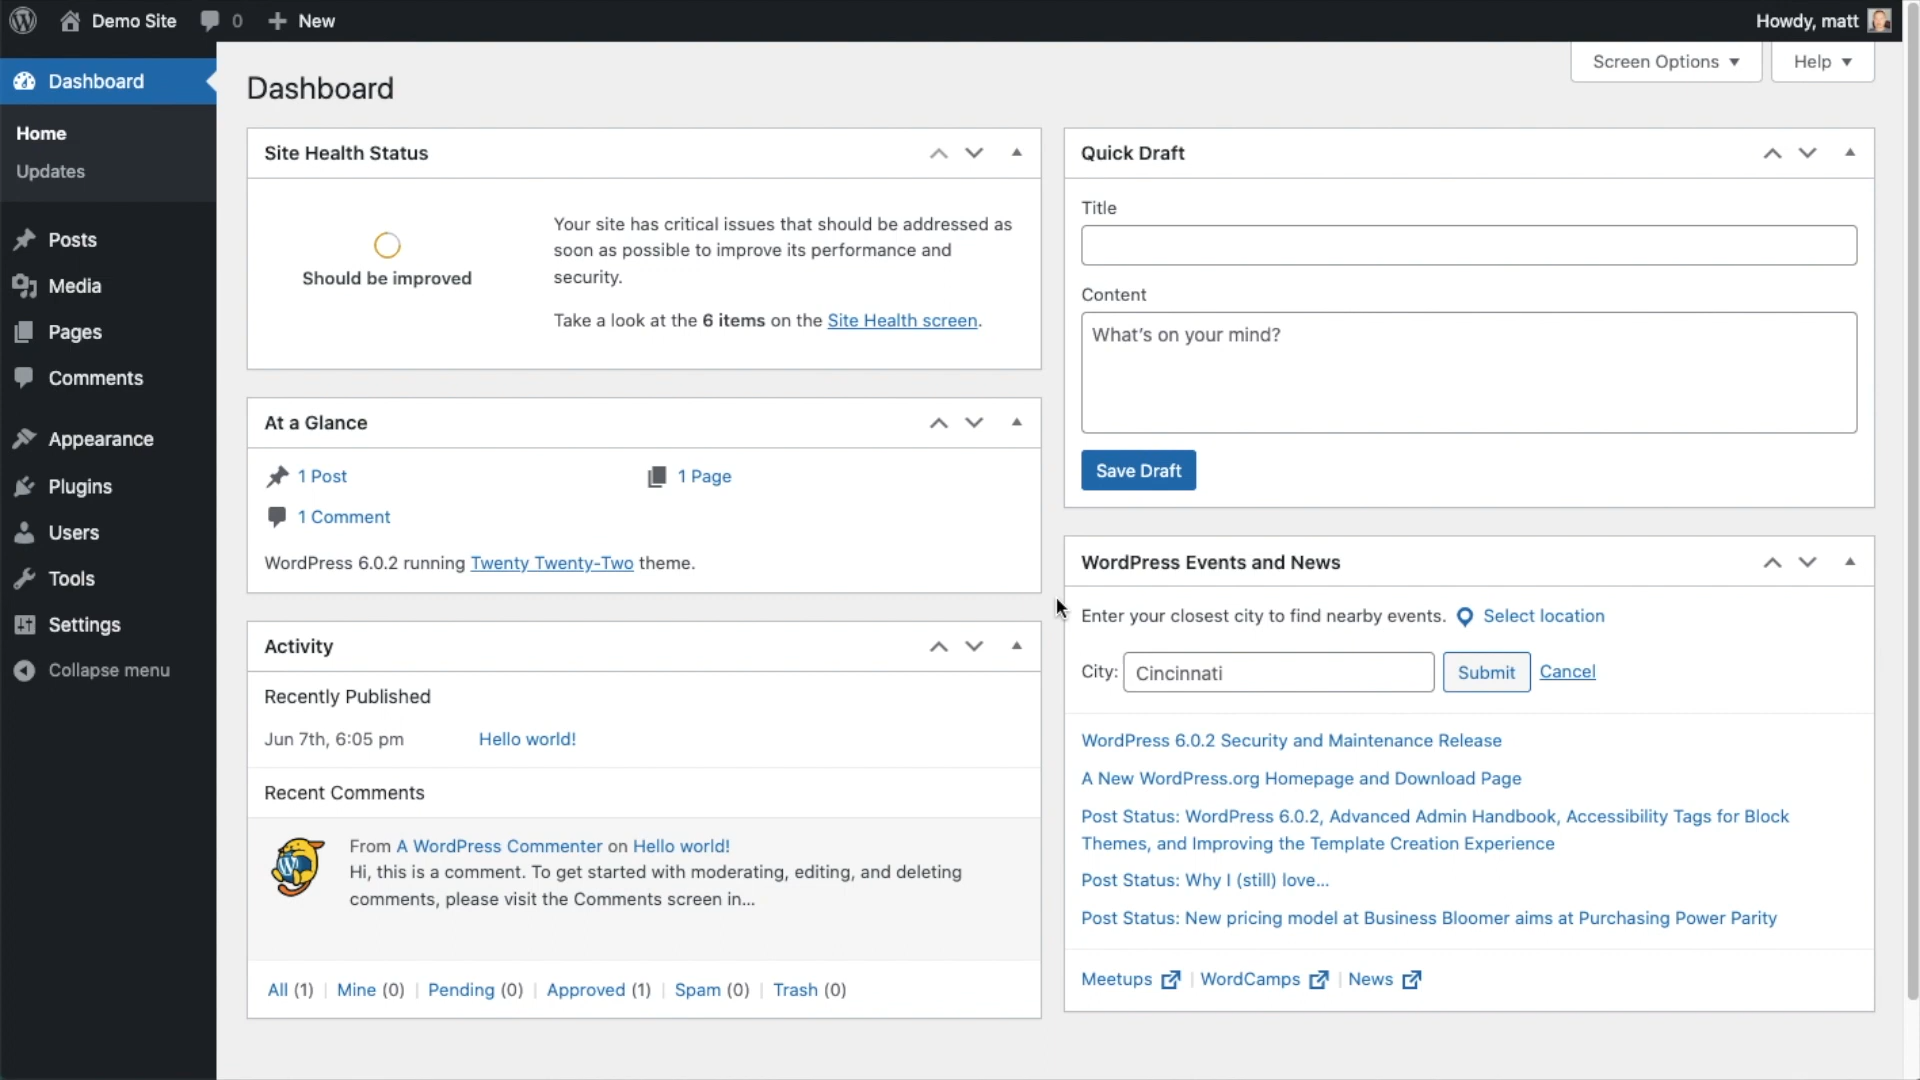 Demo Site
0
New
Howdy, matt
Dashboard
Home
Updates
Posts
Media
Pages
Comments
Appearance
Plugins
Users
Tools
Settings
Collapse menu
Screen Options
Help
Dashboard
Site Health Status
Should be improved
Your site has critical issues that should be addressed as
soon as possible to improve its performance and
security.
Take a look at the 6 items on the Site Health screen.
At a Glance
1 Post
1 Page
1 Comment
WordPress 6.0.2 running Twenty Twenty-Two theme.
Activity
Recently Published
Jun 7th, 6:05 pm
Hello world!
Recent Comments
From A WordPress Commenter on Hello world!
Hi, this is a comment. To get started with moderating, editing, and deleting
comments, please visit the Comments screen in…
All (1) | Mine (0) | Pending (0) | Approved (1) | Spam (0) | Trash (0)
Quick Draft
Title
Content
What’s on your mind?
Save Draft
WordPress Events and News
Enter your closest city to find nearby events. Select location
City: Cincinnati Submit Cancel
WordPress 6.0.2 Security and Maintenance Release
A New WordPress.org Homepage and Download Page
Post Status: WordPress 6.0.2, Advanced Admin Handbook, Accessibility Tags for Block
Themes, and Improving the Template Creation Experience
Post Status: Why I (still) love…
Post Status: New pricing model at Business Bloomer aims at Purchasing Power Parity
Meetups | WordCamps | News